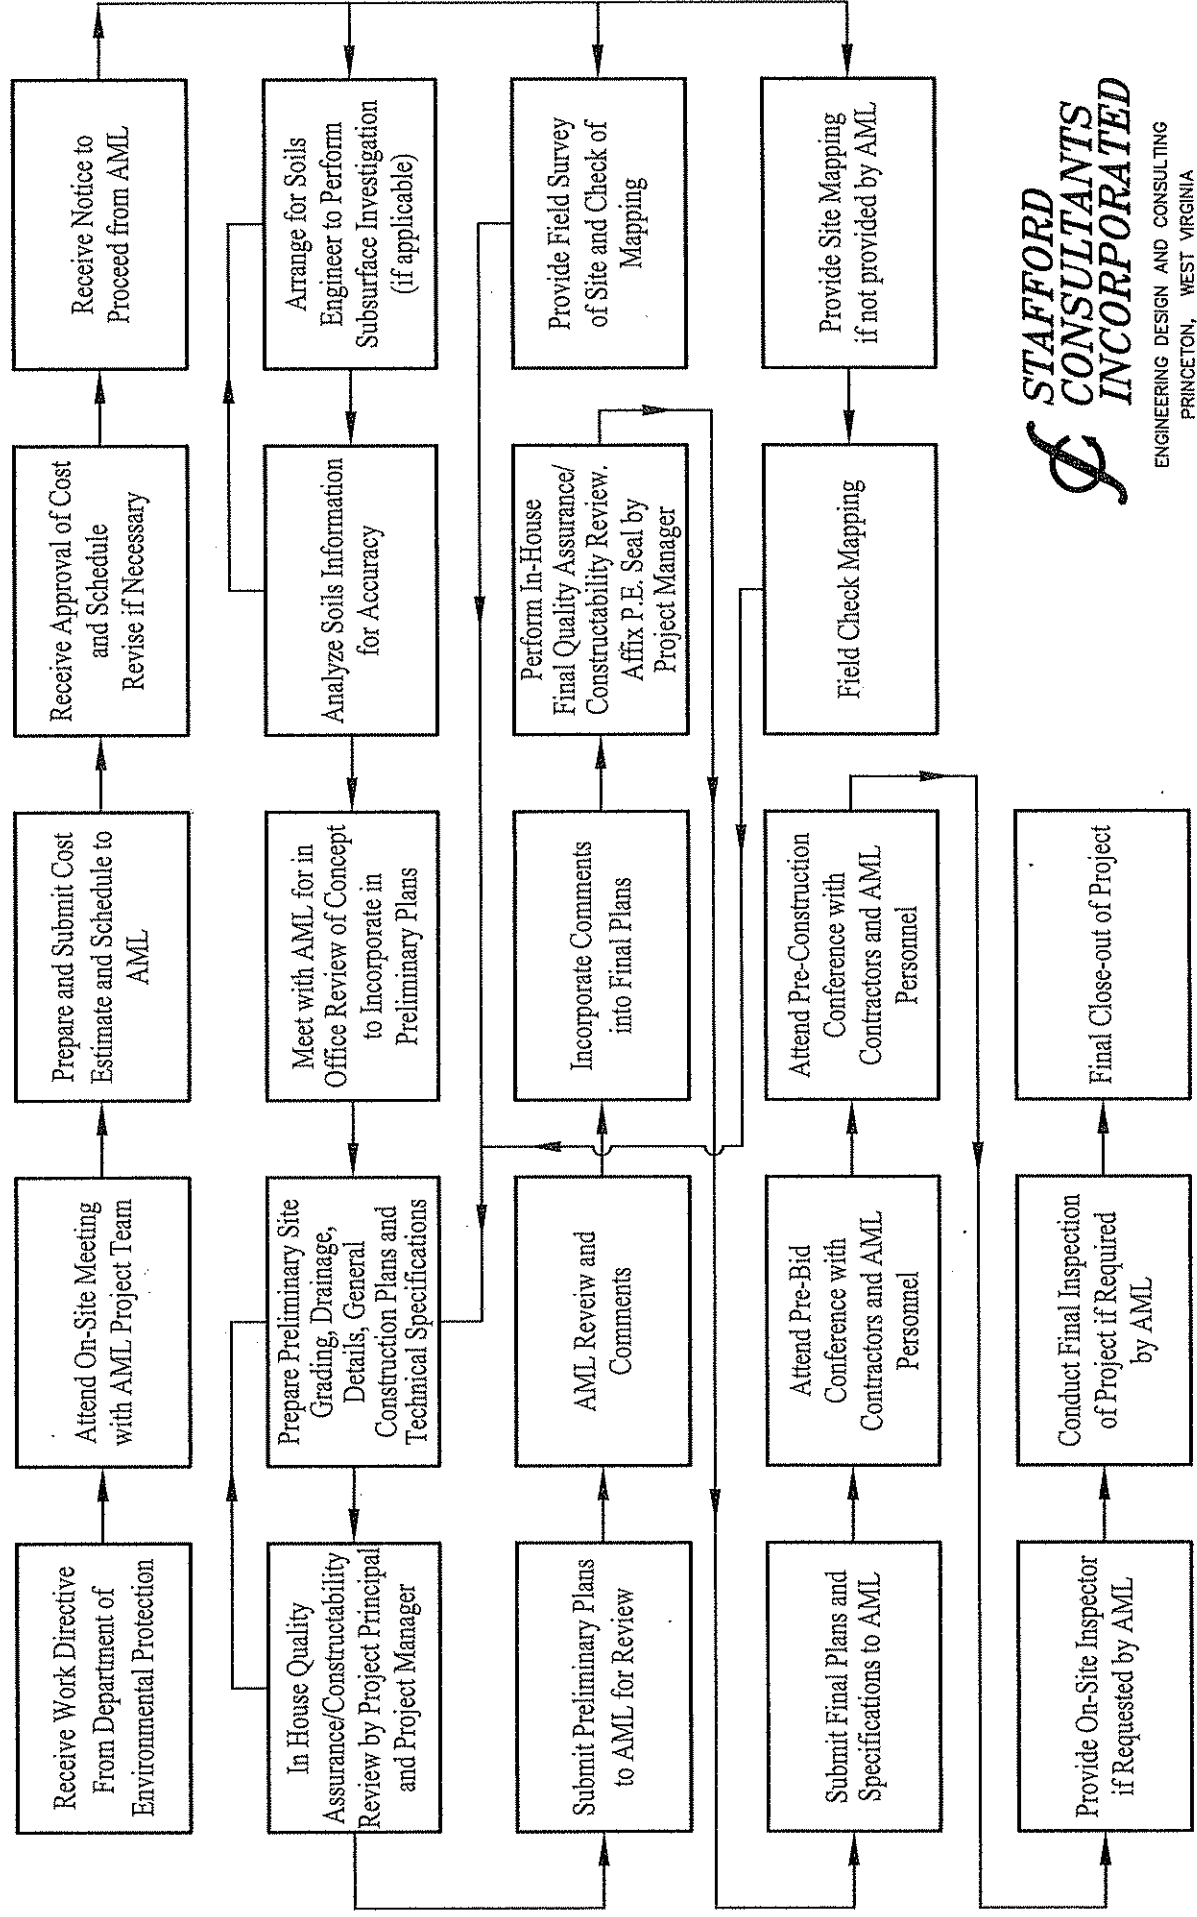 Receive Work Directive
From Department of
Environmental Protection
Attend On-Site Meeting
with AML Project Team
Prepare and Submit Cost
Estimate and Schedule to
AML
Receive Approval of Cost
and Schedule
Revise if Necessary
Receive Notice to
Proceed from AML
In House Quality
Assurance/Constructability
Review by Project Principal
and Project Manager
Prepare Preliminary Site
Grading, Drainage,
Details, General
Construction Plans and
Technical Specifications
Meet with AML for in
Office Review of Concept
to Incorporate in
Preliminary Plans
Analyze Soils Information
for Accuracy
Arrange for Soils
Engineer to Perform
Subsurface Investigation
(if applicable)
Submit Preliminary Plans
to AML for Review
AML Reveiw and
Comments
Incorporate Comments
into Final Plans
Perform In-House
Final Quality Assurance/
Constructability Review.
Affix P.E. Seal by
Project Manager
Provide Field Survey
of Site and Check of
Mapping
Submit Final Plans and
Specifications to AML
Attend Pre-Bid
Conference with
Contractors and AML
Personnel
Attend Pre-Construction
Conference with
Contractors and AML
Personnel
Field Check Mapping
Provide Site Mapping
if not provided by AML
Provide On-Site Inspector
if Requested by AML
Conduct Final Inspection
of Project if Required
by AML
Final Close-out of Project
STAFFORD
CONSULTANTS
INCORPORATED
ENGINEERING DESIGN AND CONSULTING
PRINCETON, WEST VIRGINIA